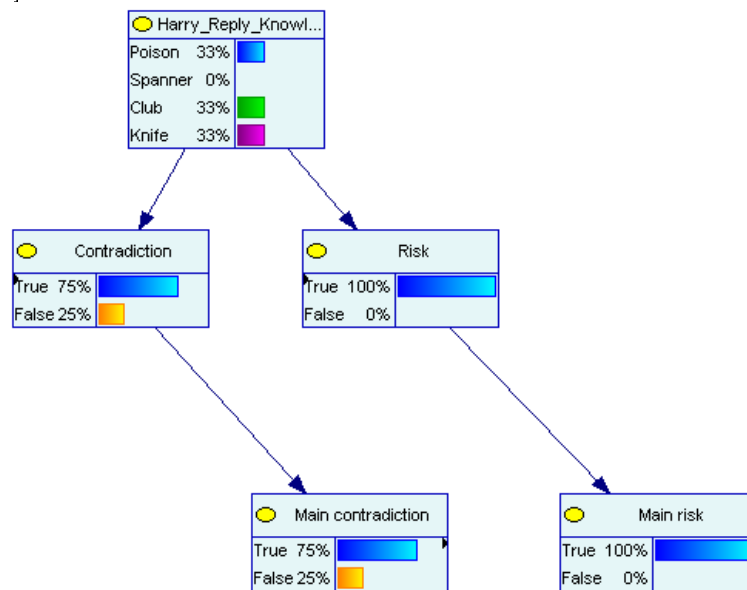 ]
Harry_Reply_Knowl...
Poison 33%
Spanner 0%
Club 33%
Knife 33%
Contradiction
True 75%
False 25%
Risk
True 100%
False 0%
Main contradiction
True 75%
False 25%
Main risk
True 100%
False 0%